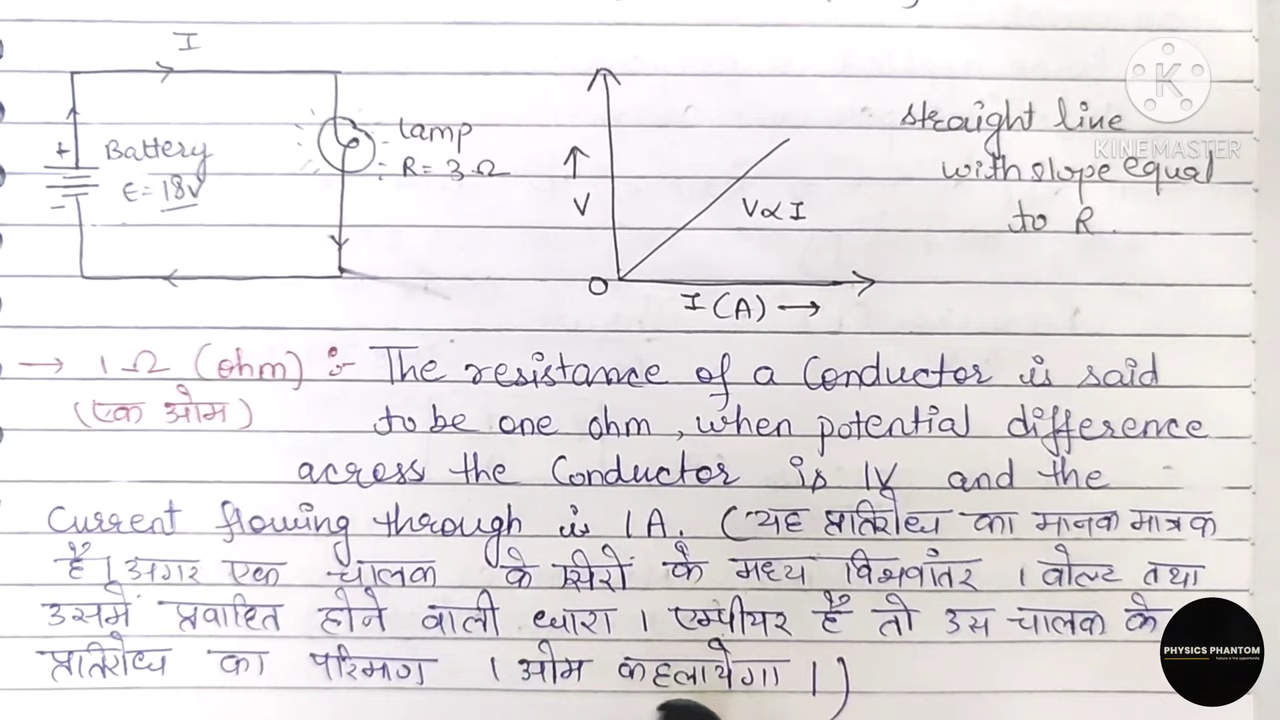 I
+ Battery
E = 18V
-
lamp
R = 3 Ω
V
V ∝ I
O
I (A) →
straight line
with slope equal
to R.
KINEMASTER
→ 1 Ω (ohm) :- The resistance of a Conductor is said
(एक ओम) to be one ohm, when potential difference
across the Conductor is 1V and the
Current flowing through is 1A. (यह प्रतिरोध का मानक मात्रक
है। अगर एक चालक के सिरों के मध्य विभवांतर 1 वोल्ट तथा
उसमें प्रवाहित होने वाली धारा 1 एम्पीयर है तो उस चालक के
प्रतिरोध का परिमाण 1 ओम कहलायेगा।)
PHYSICS PHANTOM